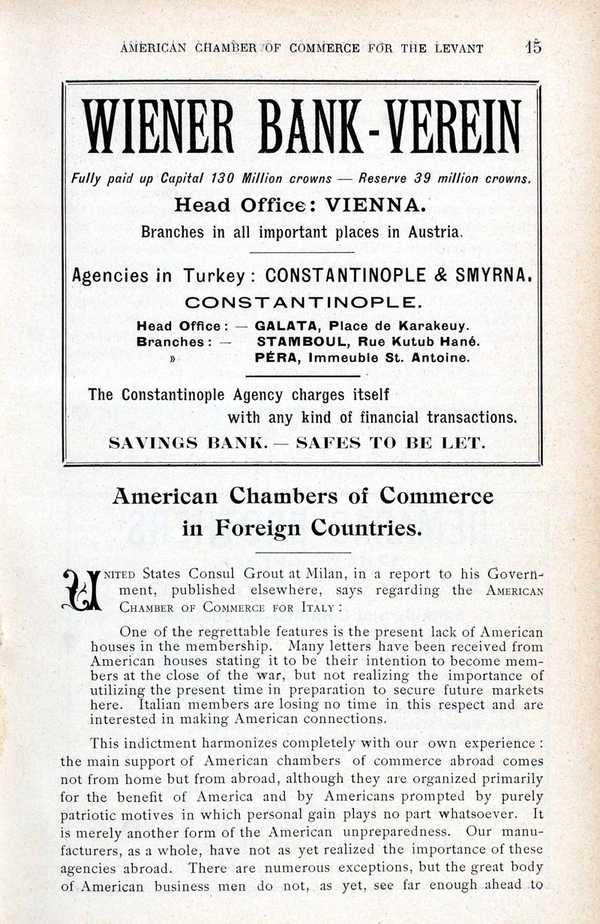 AMERICAN CHAMBER OF COMMERCE FOR THE LEVANT 15
WIENER BANK-VEREIN
Fully paid up Capital 130 Million crowns — Reserve 39 million crowns.
Head Office: VIENNA.
Branches in all important places in Austria.
Agencies in Turkey: CONSTANTINOPLE & SMYRNA.
CONSTANTINOPLE.
Head Office: — GALATA, Place de Karakeuy.
Branches: — STAMBOUL, Rue Kutub Hané.
» PÉRA, Immeuble St. Antoine.
The Constantinople Agency charges itself
with any kind of financial transactions.
SAVINGS BANK. — SAFES TO BE LET.
American Chambers of Commerce
in Foreign Countries.
UNITED States Consul Grout at Milan, in a report to his Govern-
ment, published elsewhere, says regarding the AMERICAN
CHAMBER OF COMMERCE FOR ITALY:
One of the regrettable features is the present lack of American
houses in the membership. Many letters have been received from
American houses stating it to be their intention to become mem-
bers at the close of the war, but not realizing the importance of
utilizing the present time in preparation to secure future markets
here. Italian members are losing no time in this respect and are
interested in making American connections.
This indictment harmonizes completely with our own experience:
the main support of American chambers of commerce abroad comes
not from home but from abroad, although they are organized primarily
for the benefit of America and by Americans prompted by purely
patriotic motives in which personal gain plays no part whatsoever. It
is merely another form of the American unpreparedness. Our manu-
facturers, as a whole, have not as yet realized the importance of these
agencies abroad. There are numerous exceptions, but the great body
of American business men do not, as yet, see far enough ahead to